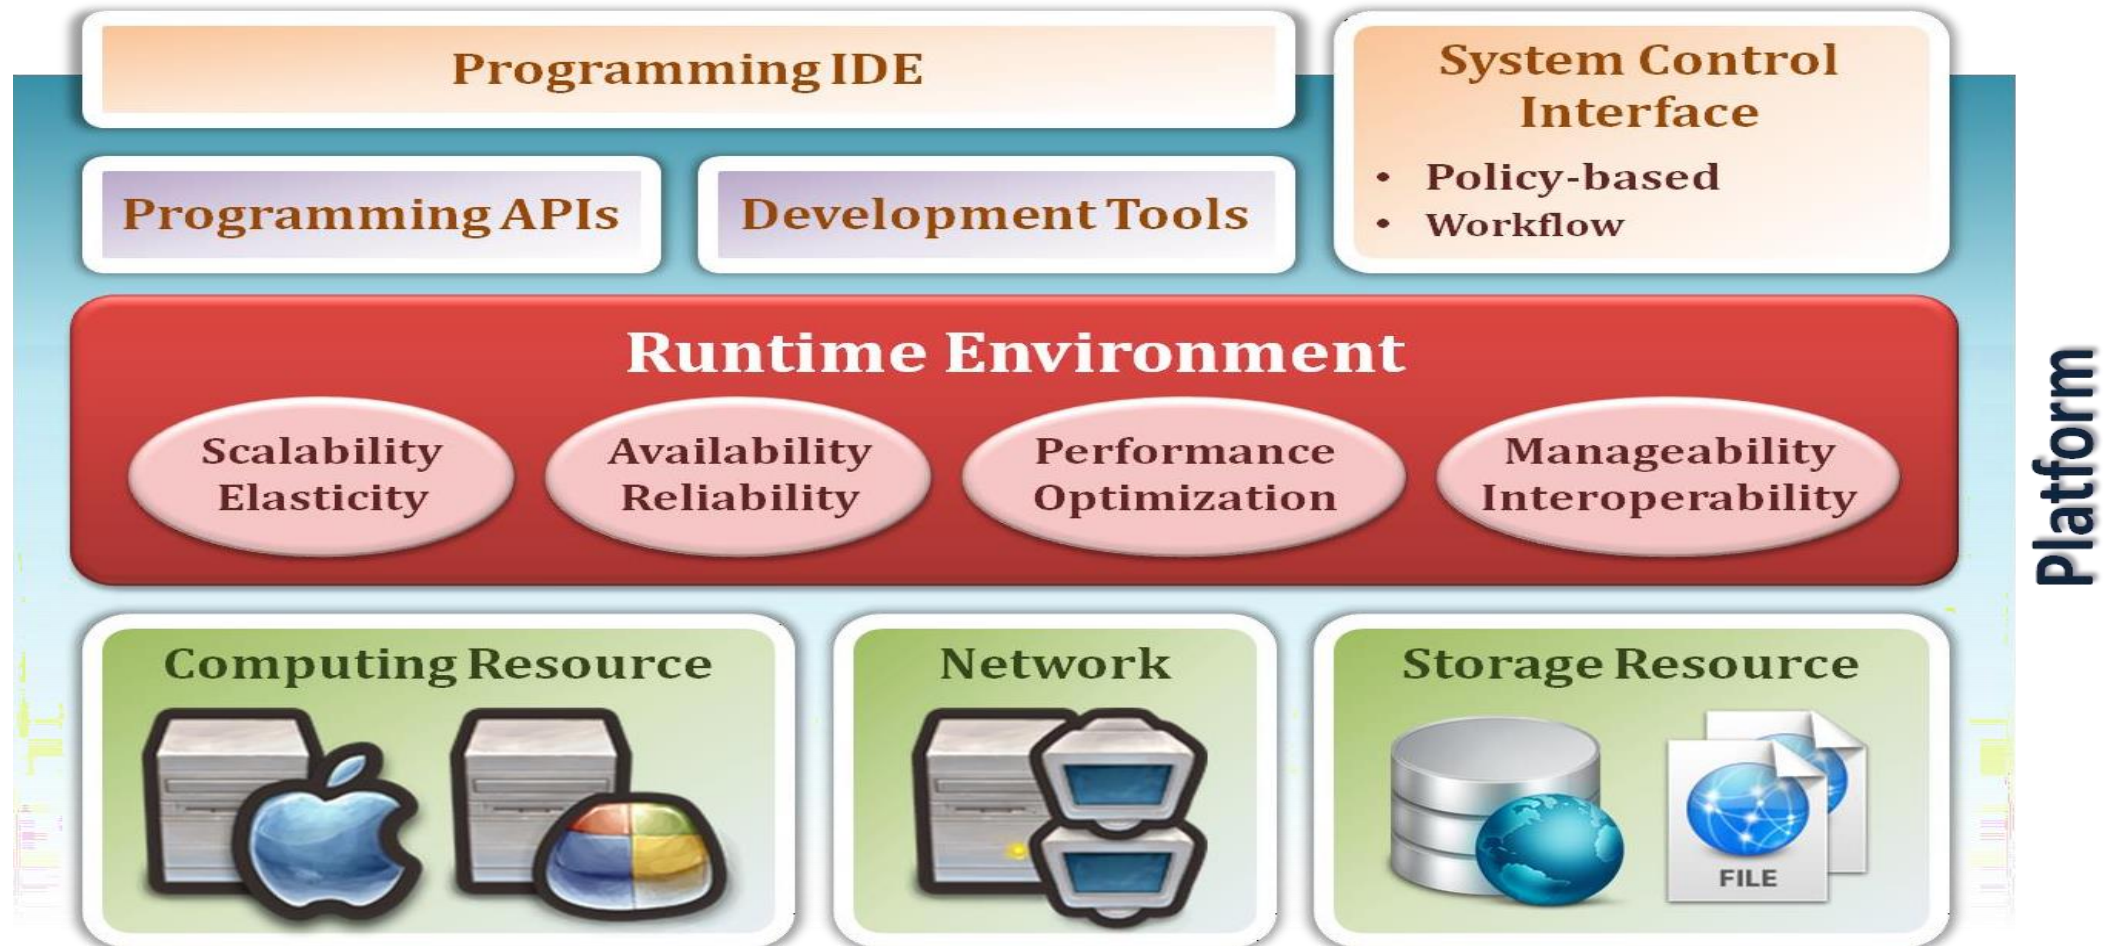 Programming IDE
System Control
Interface
• Policy-based
• Workflow
Programming APIs
Development Tools
Runtime Environment
Scalability
Elasticity
Availability
Reliability
Performance
Optimization
Manageability
Interoperability
Platform
Computing Resource
Network
Storage Resource
FILE